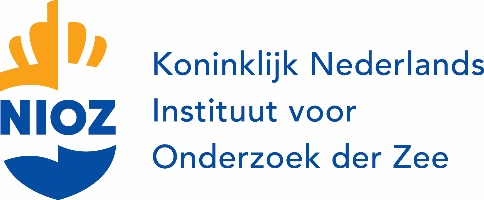 NIOZ
Koninklijk Nederlands
Instituut voor
Onderzoek der Zee